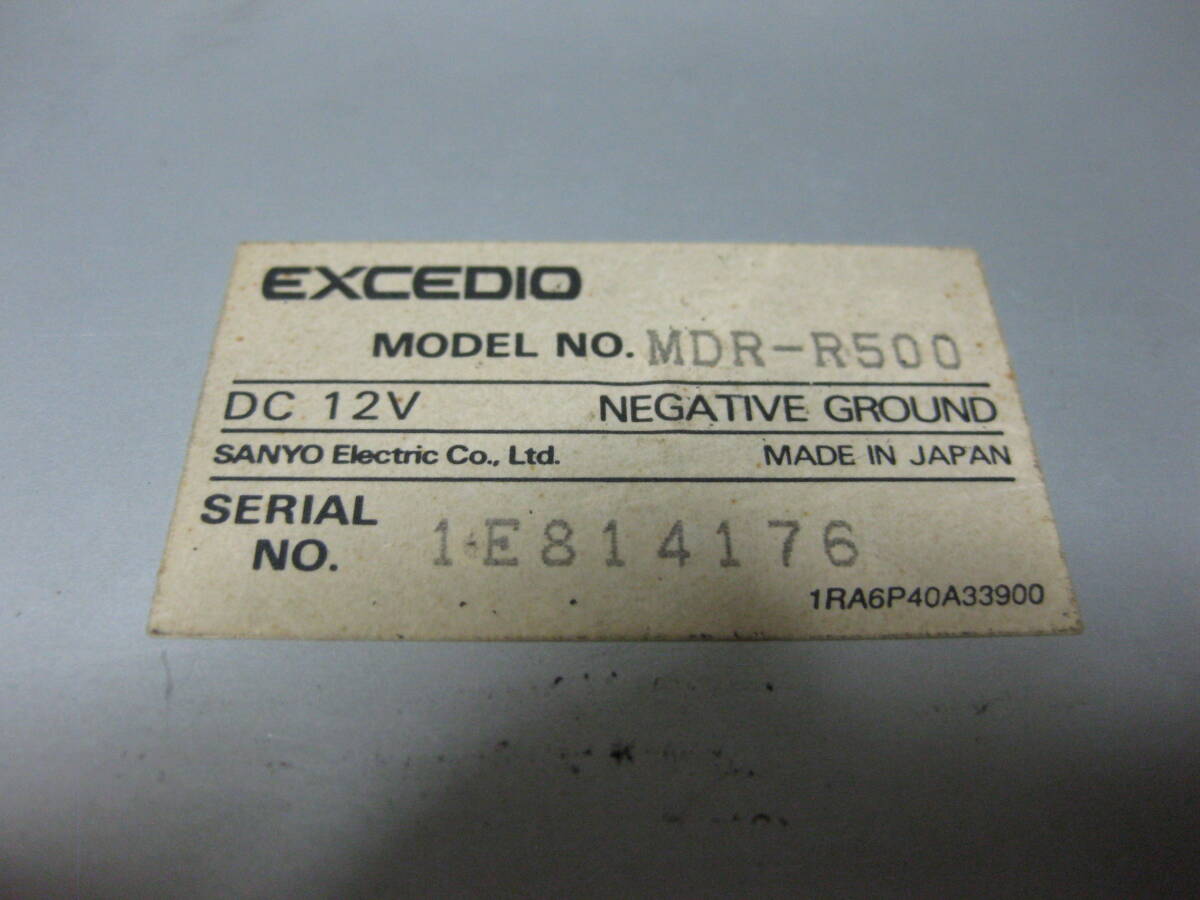 EXCEDIO
MODEL NO. MDR-R500
DC 12V NEGATIVE GROUND
SANYO Electric Co., Ltd. MADE IN JAPAN
SERIAL NO. 1E814176
1RA6P40A33900